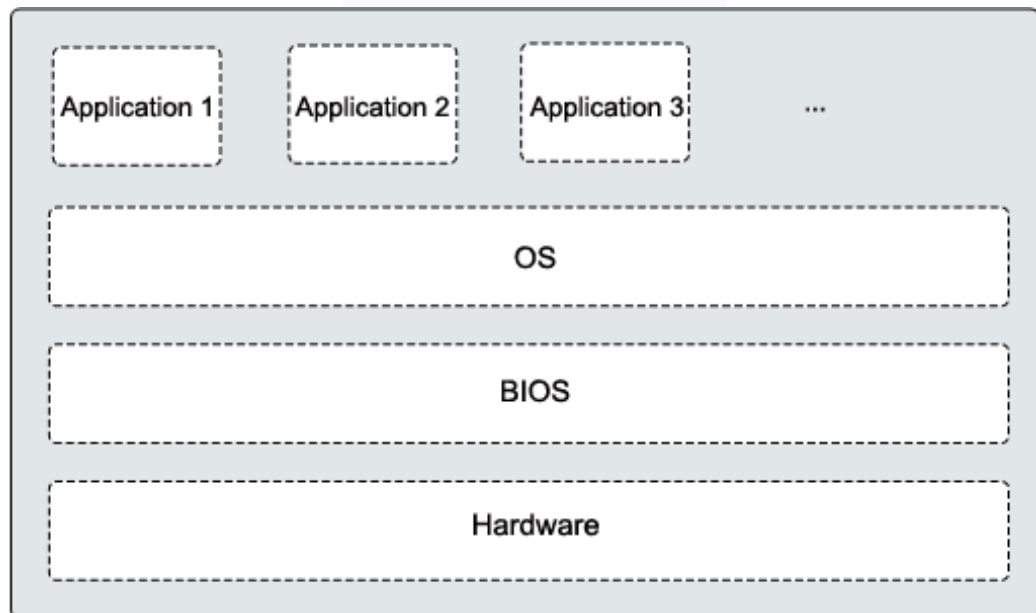 Application 1
Application 2
Application 3
...
OS
BIOS
Hardware